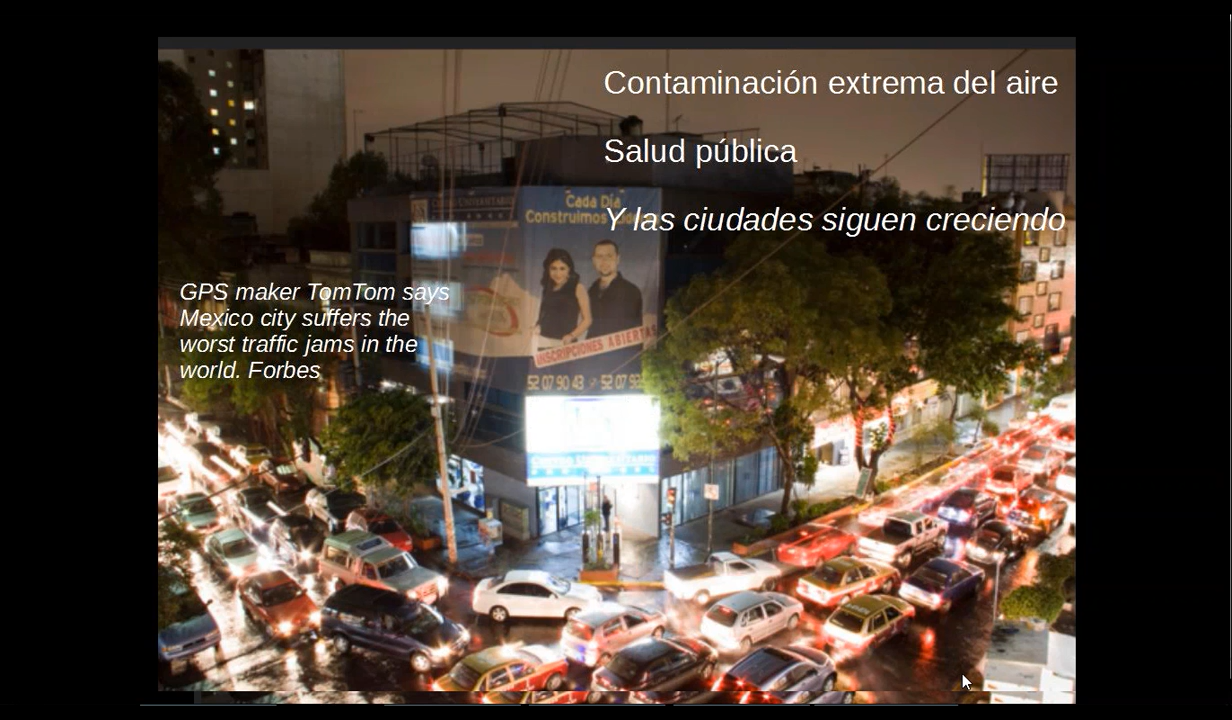 Contaminación extrema del aire
Salud pública
Y las ciudades siguen creciendo
GPS maker TomTom says
Mexico city suffers the
worst traffic jams in the
world. Forbes
Cada Día
Construimos
INSCRIPCIONES ABIERTAS
52 07 90 43
52 07